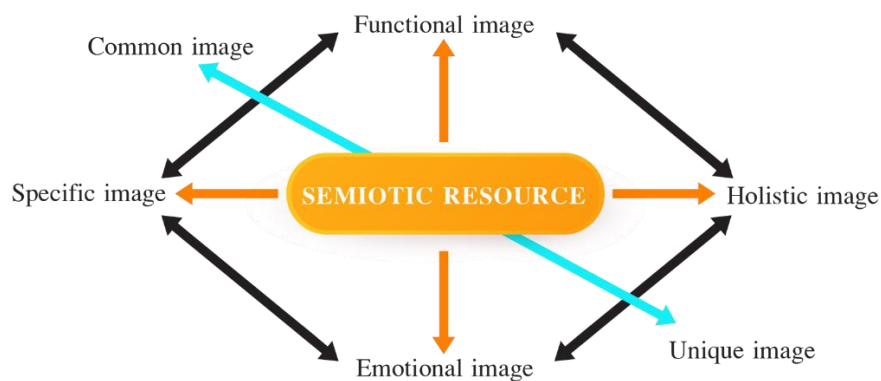 Functional image
Common image
Specific image
SEMIOTIC RESOURCE
Holistic image
Unique image
Emotional image